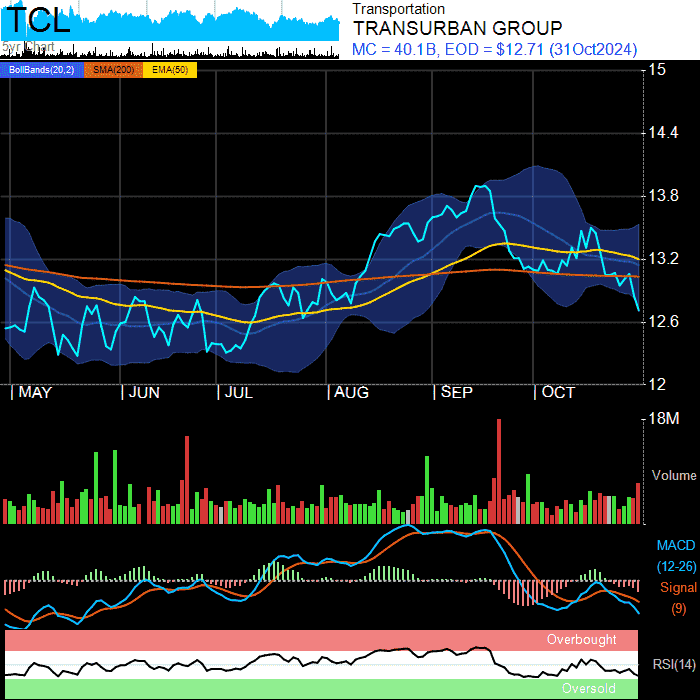 TCL
5yr Chart
Transportation
TRANSURBAN GROUP
MC = 40.1B, EOD = $12.71 (31Oct2024)
BollBands(20,2) SMA(200) EMA(50)
15
14.4
13.8
13.2
12.6
12
MAY JUN JUL AUG SEP OCT
18M
Volume
MACD
(12-26)
Signal
(9)
Overbought
RSI(14)
Oversold